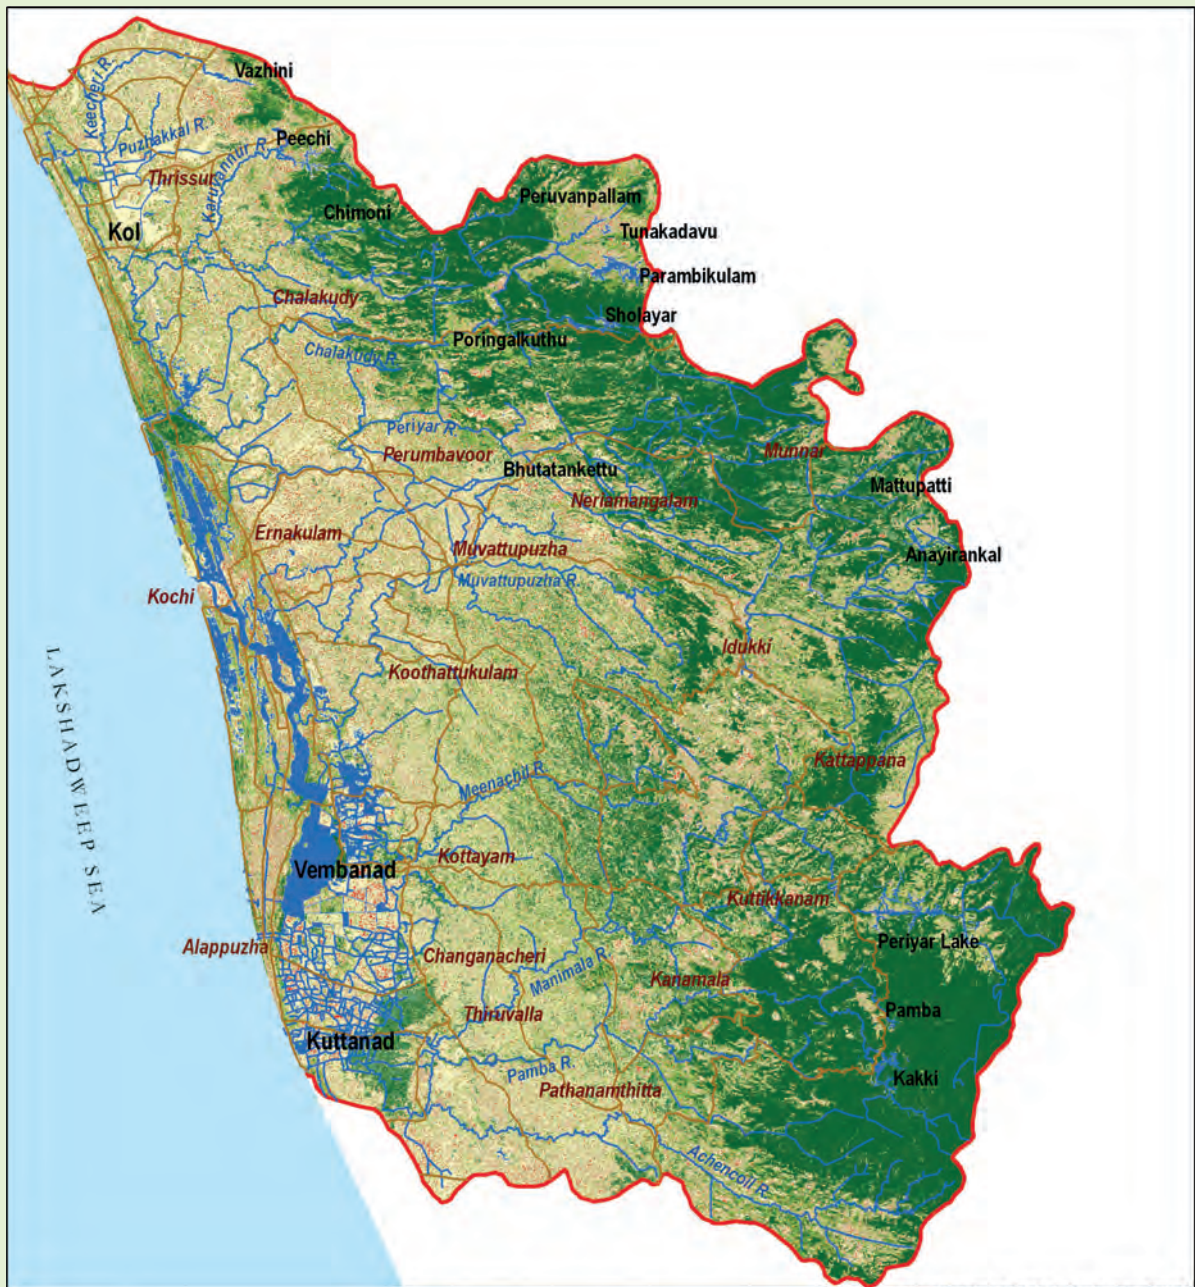 Vazhini
Keecheri R.
Puzhakkal R.
Peechi
Karuvannur R.
Thrissur
Peruvanpallam
Chimoni
Kol
Tunakadavu
Parambikulam
Chalakudy
Sholayar
Poringalkuthu
Chalakudy R.
Periyar R.
Perumbavoor
Munnar
Bhutatankettu
Mattupatti
Neriamangalam
Ernakulam
Muvattupuzha
Anayirankal
Muvattupuzha R.
Kochi
Idukki
Koothattukulam
LAKSHADWEEP SEA
Kattappana
Meenachil R.
Kottayam
Vembanad
Kuttikkanam
Alappuzha
Changanacheri
Periyar Lake
Manimala R.
Kanamala
Thiruvalla
Pamba
Kuttanad
Pamba R.
Kakki
Pathanamthitta
Achencoil R.